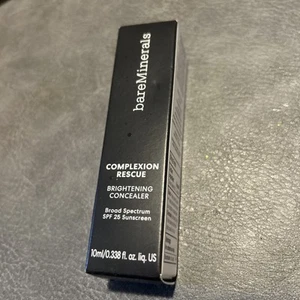 bareMinerals
COMPLEXION
RESCUE
BRIGHTENING
CONCEALER
Broad Spectrum
SPF 25 Sunscreen
10ml/0.338 fl. oz. liq. US